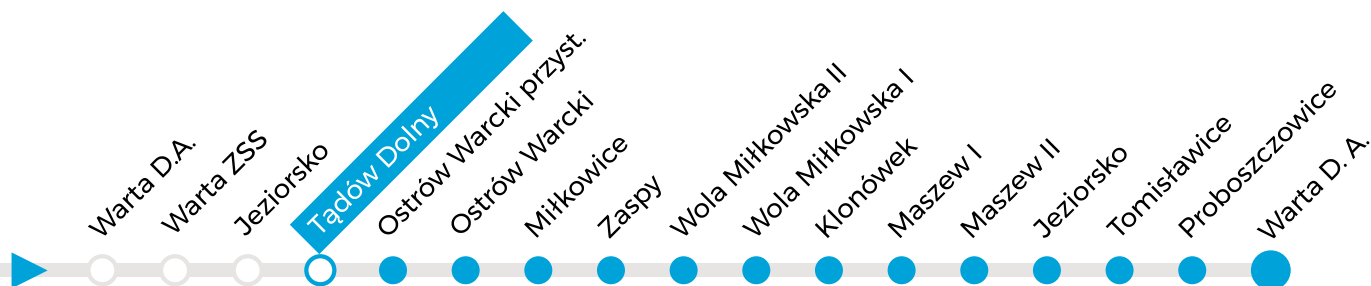 Warta D.A.
Warta ZSS
Jeziorsko
Tądów Dolny
Ostrów Warcki przyst.
Ostrów Warcki
Miłkowice
Zaspy
Wola Miłkowska II
Wola Miłkowska I
Klonówek
Maszew I
Maszew II
Jeziorsko
Tomisławice
Proboszczowice
Warta D. A.